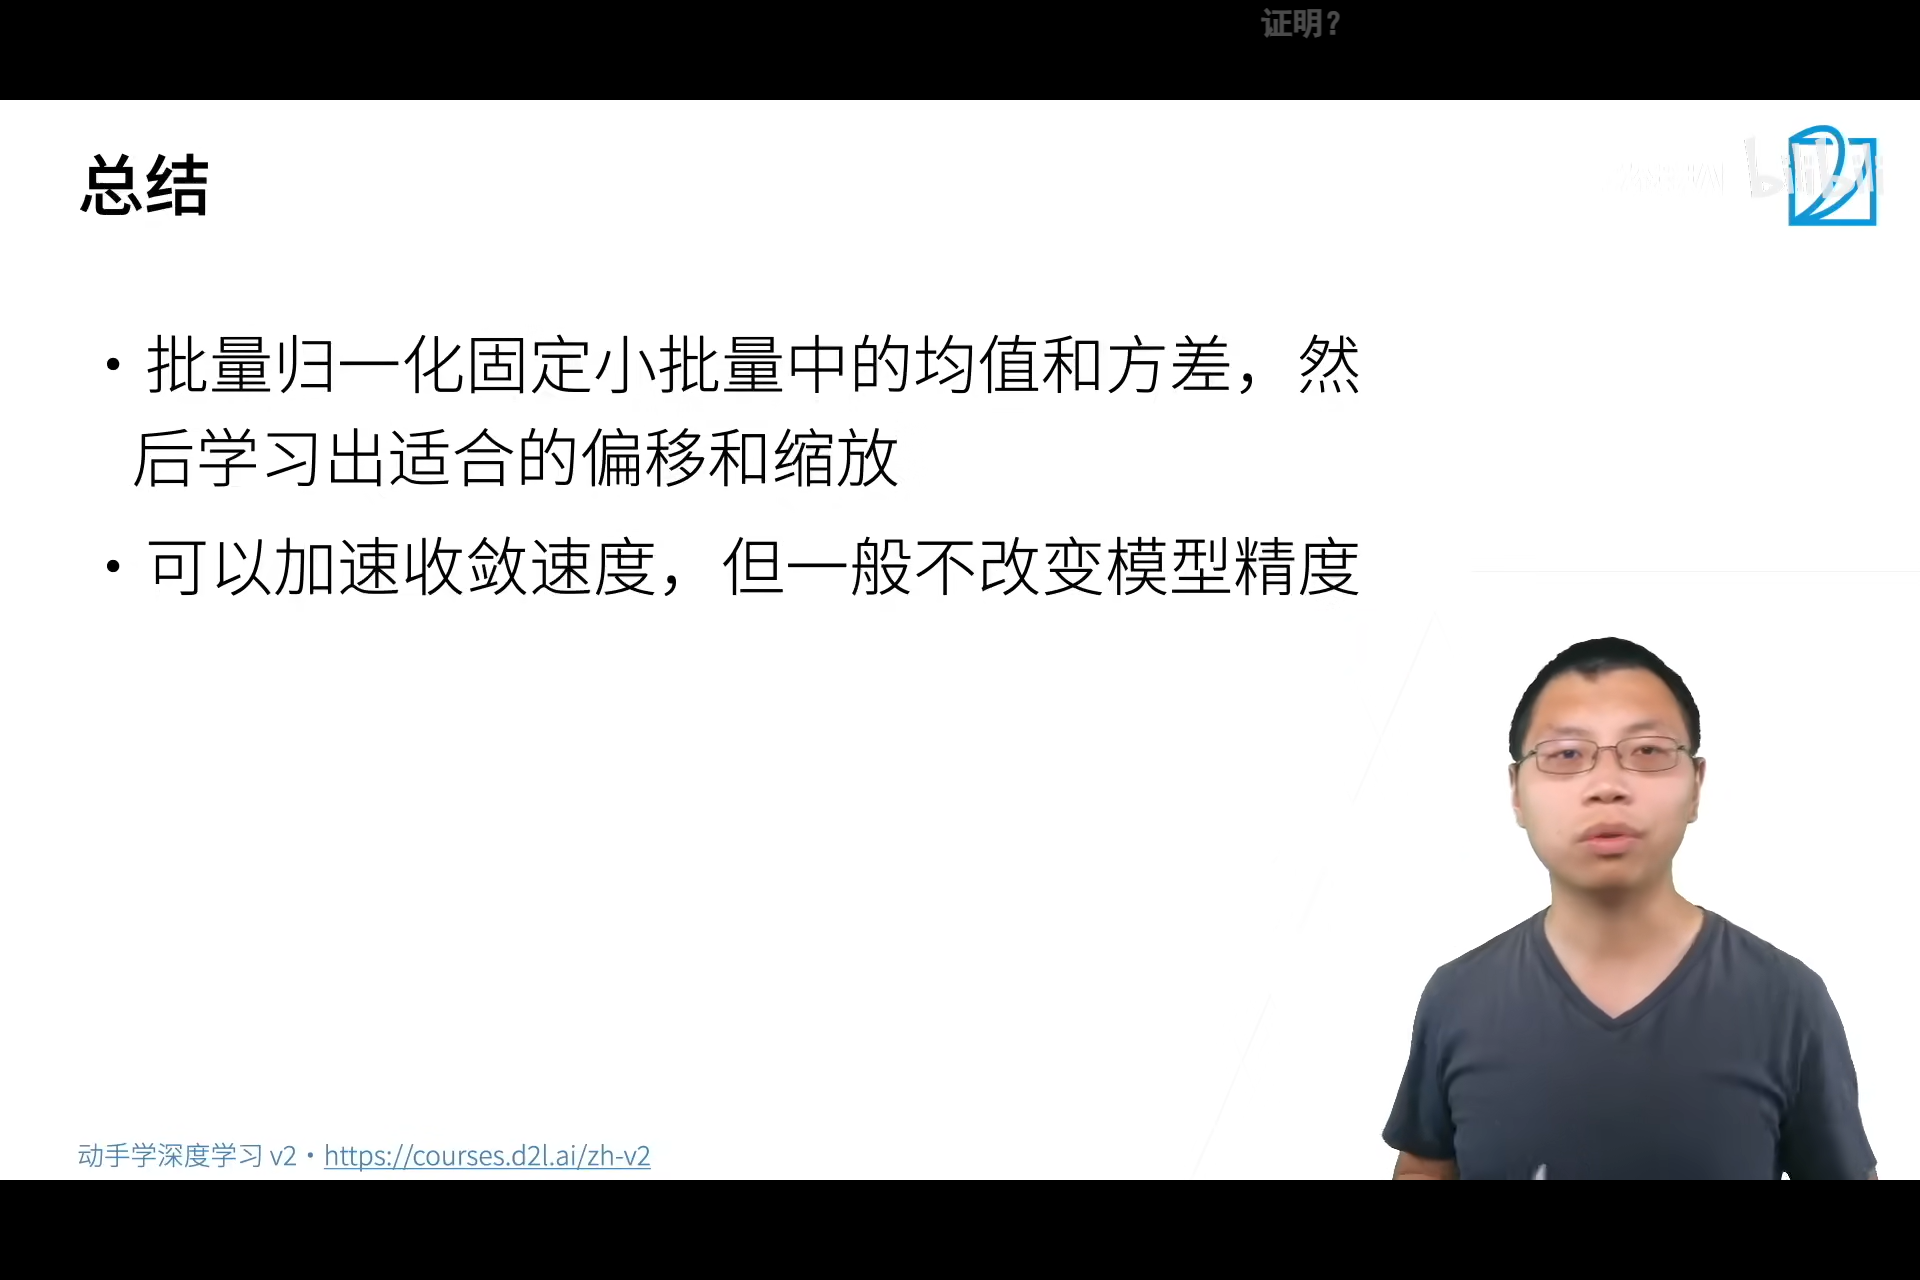 证明？
总结
bilibili
• 批量归一化固定小批量中的均值和方差，然
后学习出适合的偏移和缩放
• 可以加速收敛速度，但一般不改变模型精度
动手学深度学习 v2 • https://courses.d2l.ai/zh-v2